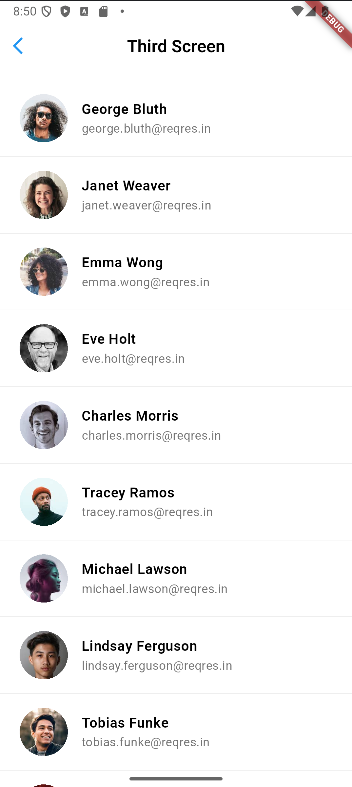 8:50
DEBUG
Third Screen
George Bluth
george.bluth@reqres.in
Janet Weaver
janet.weaver@reqres.in
Emma Wong
emma.wong@reqres.in
Eve Holt
eve.holt@reqres.in
Charles Morris
charles.morris@reqres.in
Tracey Ramos
tracey.ramos@reqres.in
Michael Lawson
michael.lawson@reqres.in
Lindsay Ferguson
lindsay.ferguson@reqres.in
Tobias Funke
tobias.funke@reqres.in